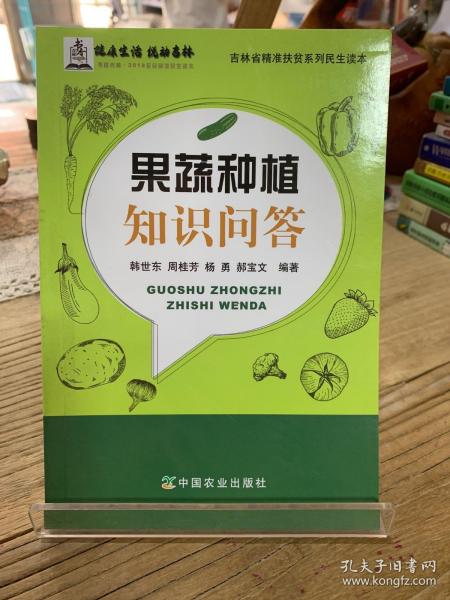 健康生活 悦动吉林
吉林省精准扶贫系列民生读本
果蔬种植
知识问答
韩世东 周桂芳 杨 勇 郝宝文 编著
GUOSHU ZHONGZHI
ZHISHI WENDA
中国农业出版社
孔夫子旧书网
www.kongfz.com